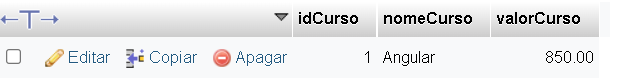 idCurso nomeCurso valorCurso
Editar Copiar Apagar 1 Angular 850.00